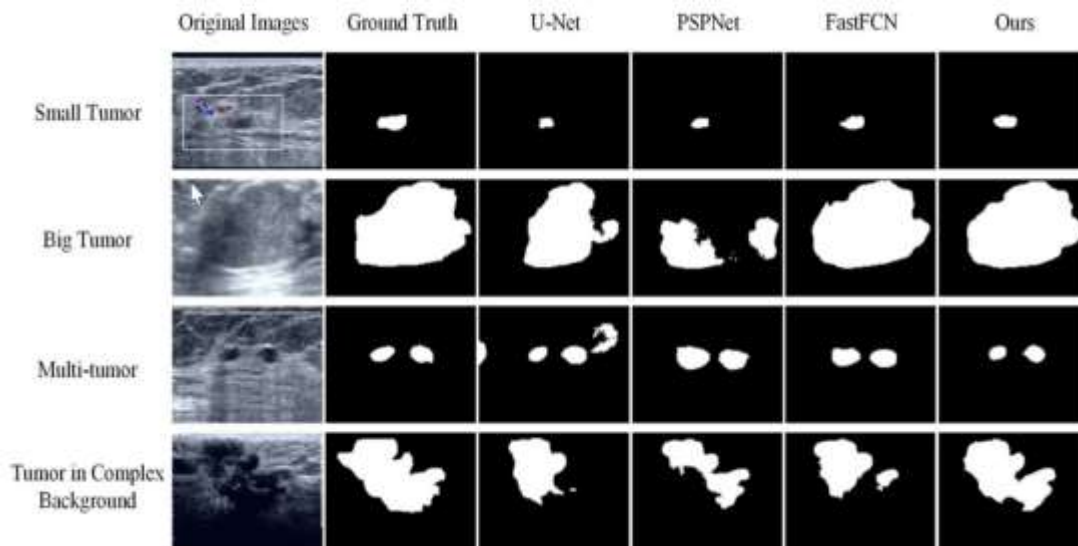 Original Images Ground Truth U-Net PSPNet FastFCN Ours
Small Tumor
Big Tumor
Multi-tumor
Tumor in Complex
Background